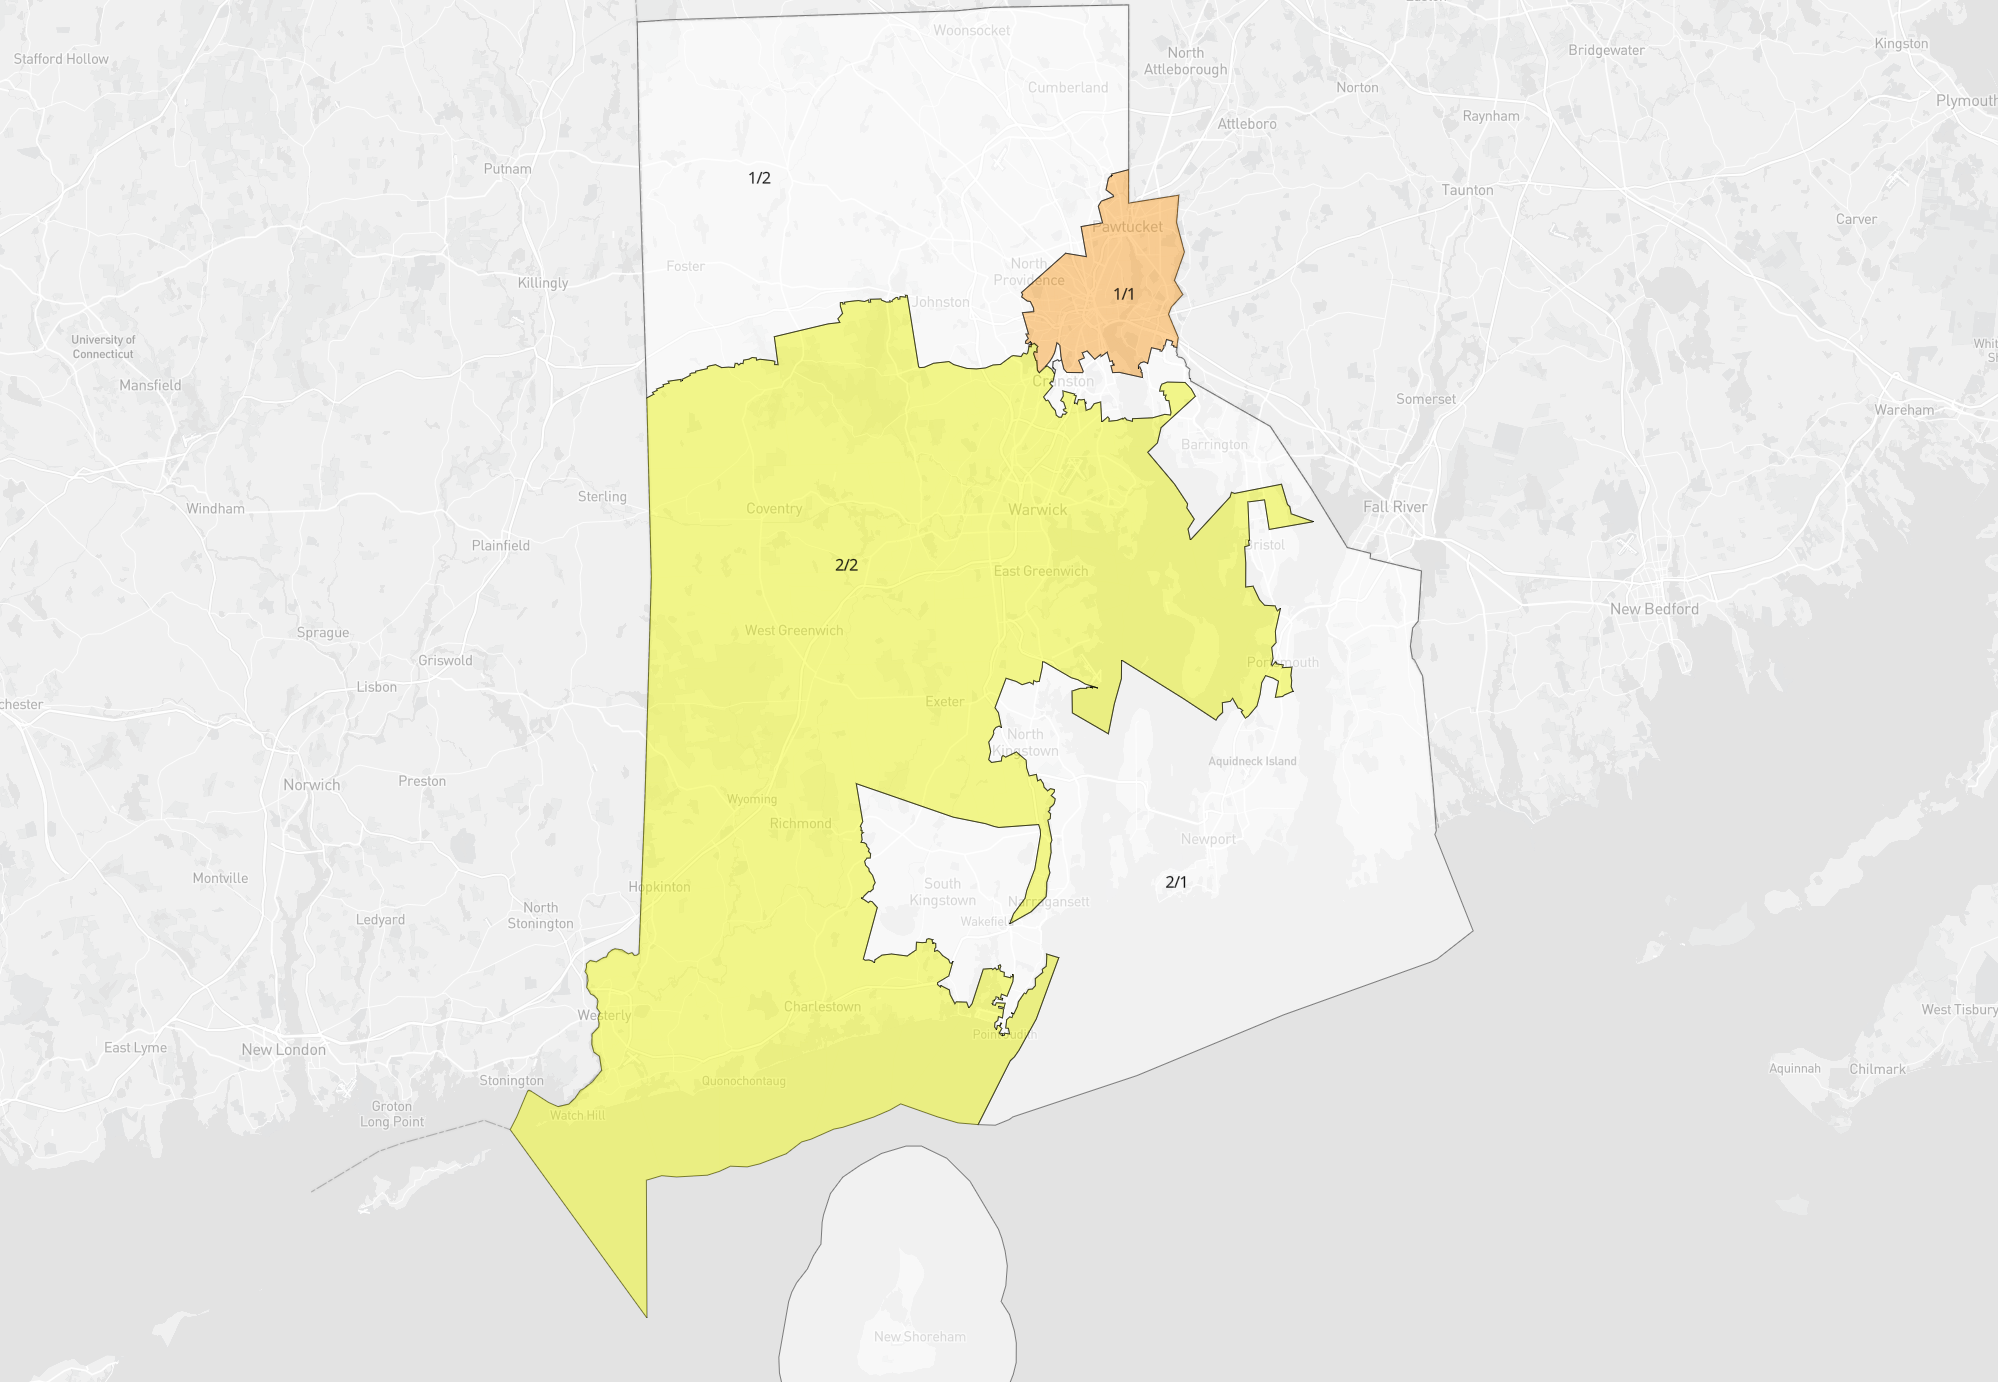 Easton
Woonsocket
Stafford Hollow
Kingston
Bridgewater
North
Attleborough
Cumberland
Norton
Plymouth
Raynham
Attleboro
Putnam
1/2
Taunton
Carver
Pawtucket
Foster
North
Providence
Killingly
1/1
Johnston
University of
Connecticut
Mansfield
Cranston
Somerset
Wareham
Barrington
Sterling
Windham
Coventry
Warwick
Fall River
Plainfield
Bristol
2/2
East Greenwich
New Bedford
Sprague
West Greenwich
Griswold
Portsmouth
Lisbon
Exeter
chester
North
Kingstown
Aquidneck Island
Preston
Norwich
Wyoming
Richmond
Newport
Montville
2/1
Hopkinton
South
Kingstown
Narragansett
North
Stonington
Ledyard
Wakefiel
Charlestown
Westerly
West Tisbury
East Lyme
New London
Aquinnah
Chilmark
Stonington
Quonochontaug
Groton
Long Point
Watch Hill
New Shoreham